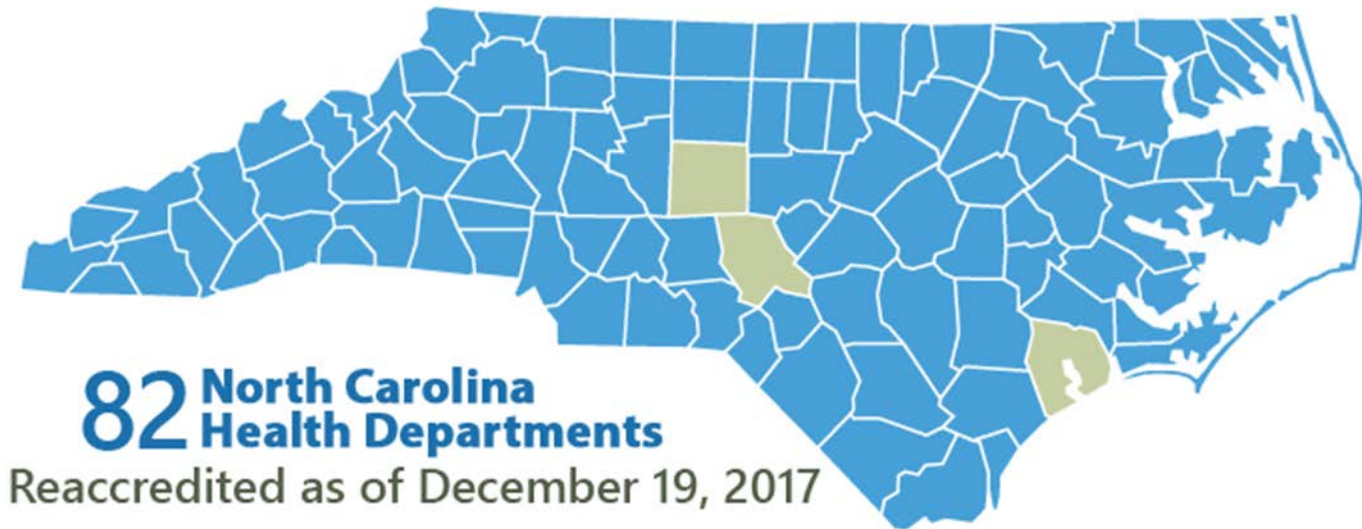 82 North Carolina
Health Departments
Reaccredited as of December 19, 2017